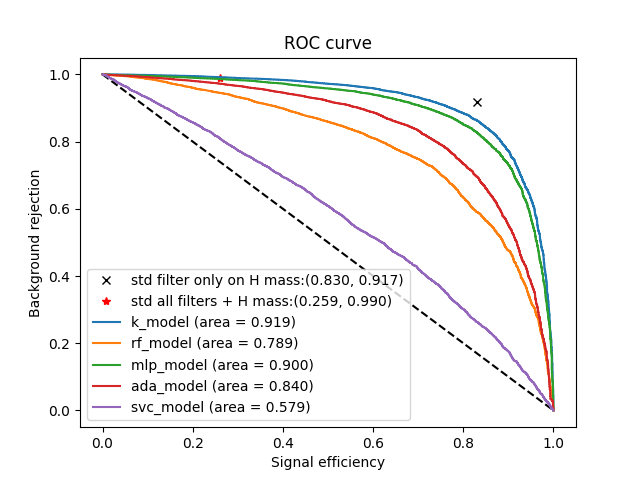 ROC curve
Background rejection
1.0
0.8
0.6
0.4
0.2
0.0
std filter only on H mass:(0.830, 0.917)
std all filters + H mass:(0.259, 0.990)
k_model (area = 0.919)
rf_model (area = 0.789)
mlp_model (area = 0.900)
ada_model (area = 0.840)
svc_model (area = 0.579)
0.0 0.2 0.4 0.6 0.8 1.0
Signal efficiency